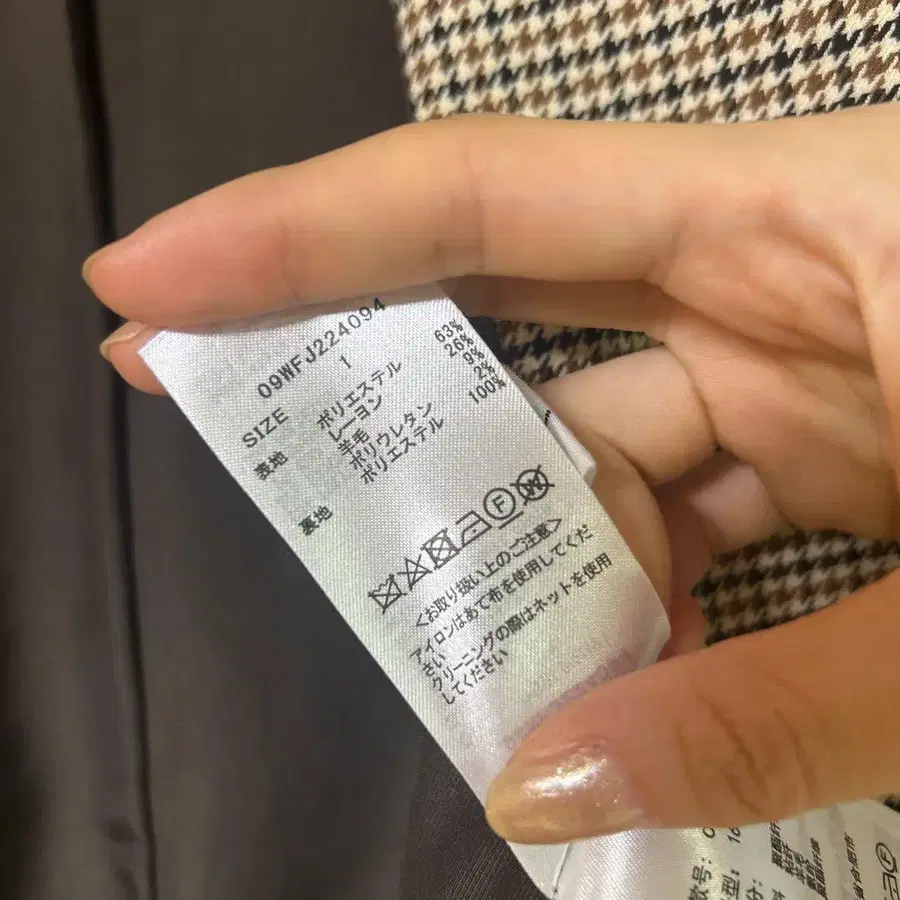 09WFJ224094
SIZE 1
表地 ポリエステル 63%
レーヨン 26%
羊毛 9%
ポリウレタン 2%
裏地 ポリエステル 100%
F
W
<お取り扱い上のご注意>
アイロンはあて布を使用してくだ
さい
クリーニングの際はネットを使用
してください
款号: C
型: 16